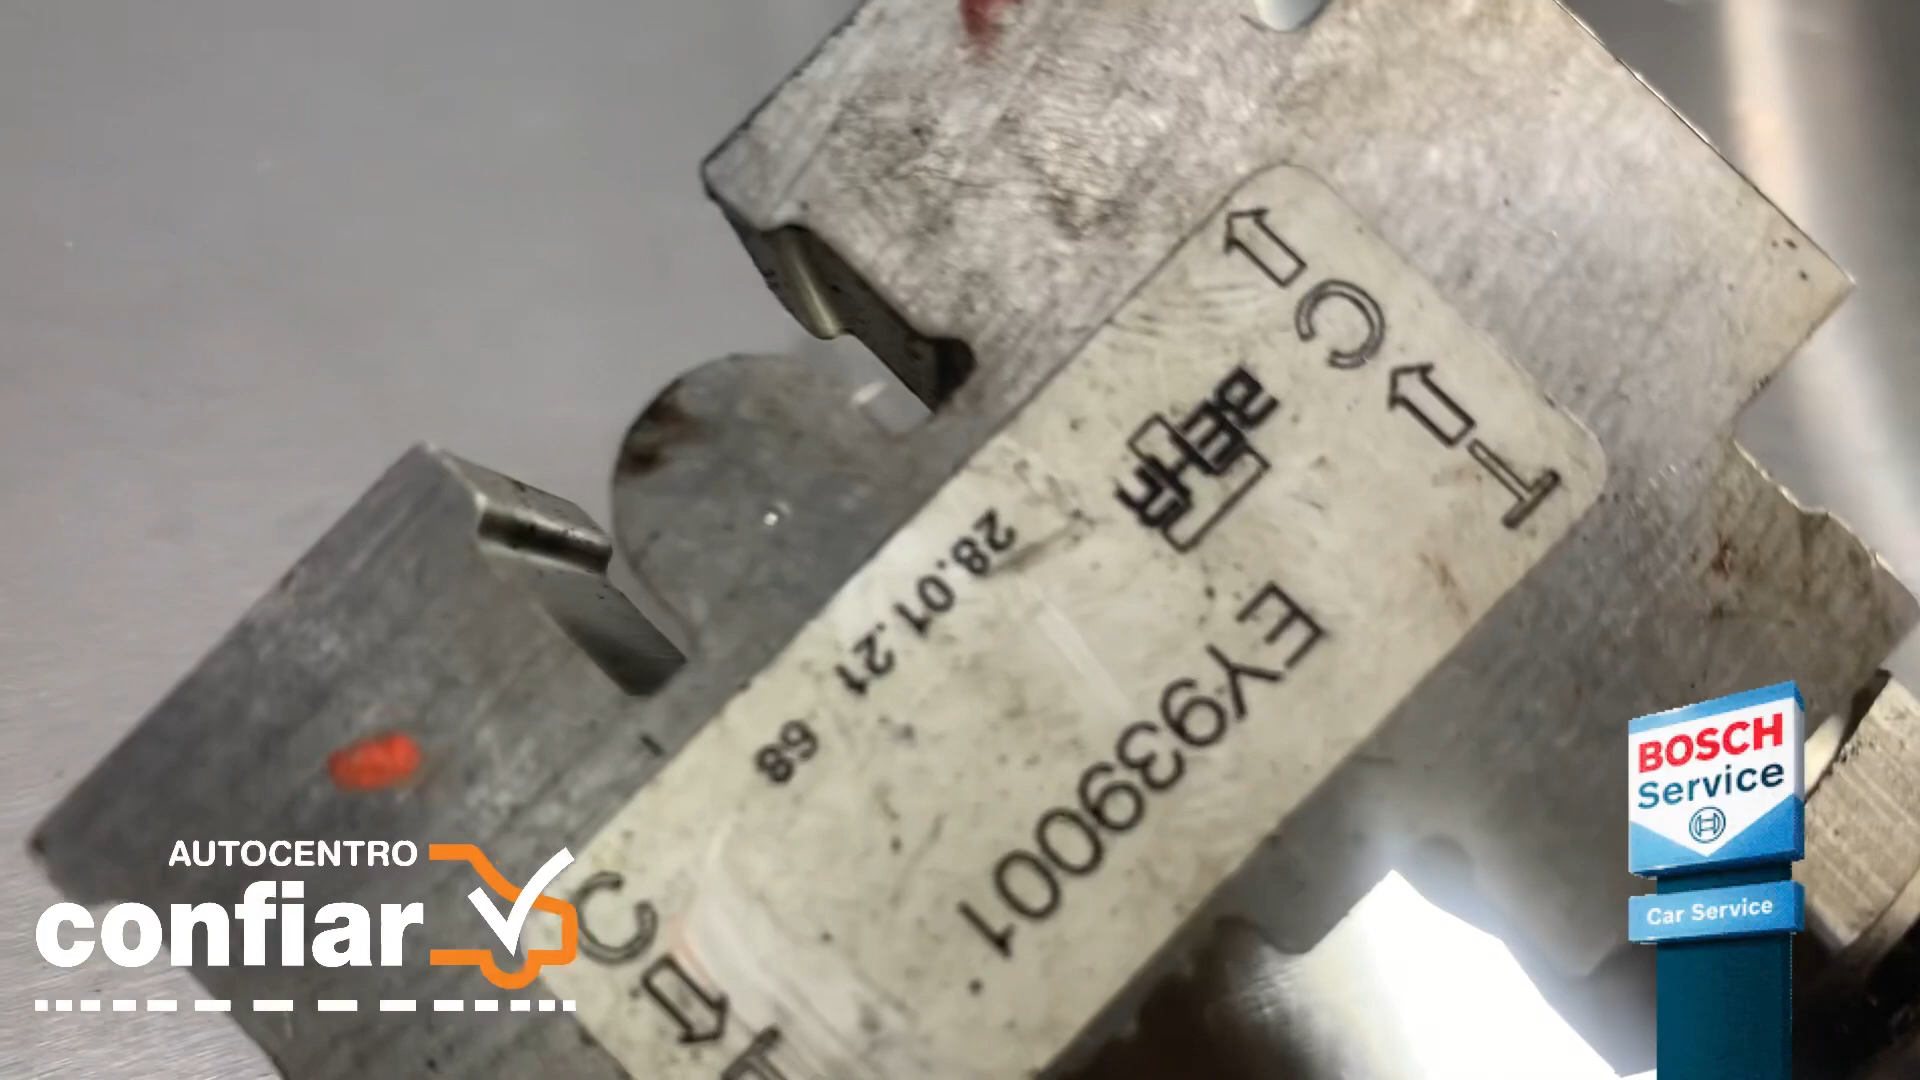 C T
BEHR
28.01.21 68
EY939001
C T
AUTOCENTRO
confiar
BOSCH
Service
Car Service